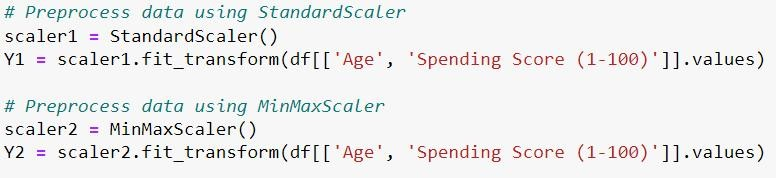 # Preprocess data using StandardScaler
scaler1 = StandardScaler()
Y1 = scaler1.fit_transform(df[['Age', 'Spending Score (1-100)']].values)
# Preprocess data using MinMaxScaler
scaler2 = MinMaxScaler()
Y2 = scaler2.fit_transform(df[['Age', 'Spending Score (1-100)']].values)